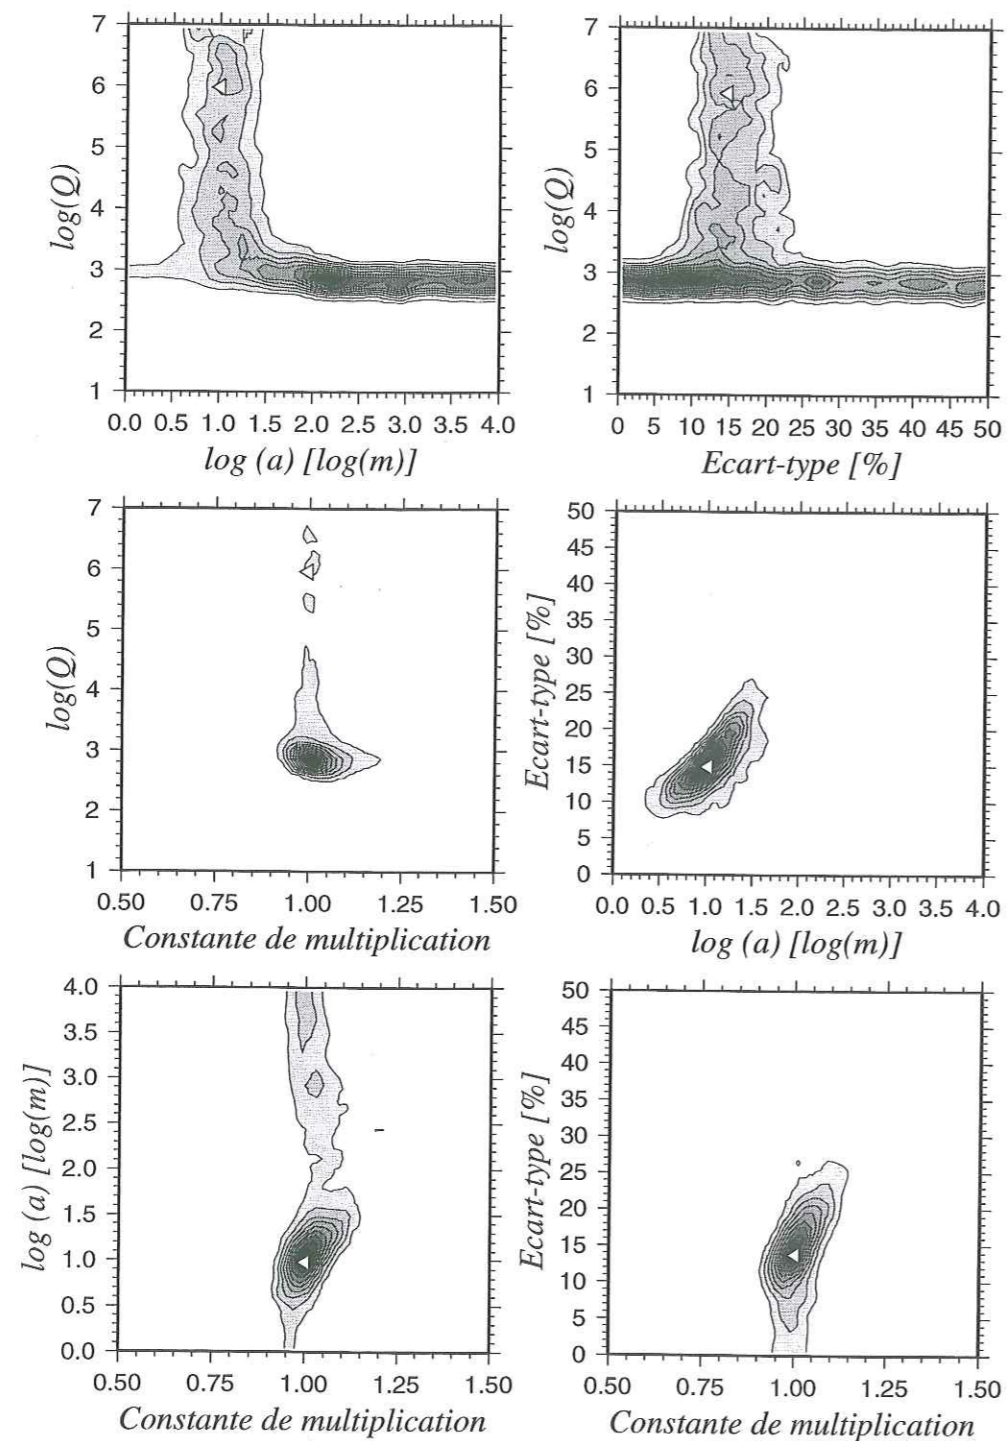 7
6
5
4
3
2
1
log(Q)
0.0 0.5 1.0 1.5 2.0 2.5 3.0 3.5 4.0
log (a) [log(m)]
7
6
5
4
3
2
1
log(Q)
0 5 10 15 20 25 30 35 40 45 50
Ecart-type [%]
7
6
5
4
3
2
1
log(Q)
0.50 0.75 1.00 1.25 1.50
Constante de multiplication
50
45
40
35
30
25
20
15
10
5
0
Ecart-type [%]
0.0 0.5 1.0 1.5 2.0 2.5 3.0 3.5 4.0
log (a) [log(m)]
4.0
3.5
3.0
2.5
2.0
1.5
1.0
0.5
0.0
log (a) [log(m)]
0.50 0.75 1.00 1.25 1.50
Constante de multiplication
50
45
40
35
30
25
20
15
10
5
0
Ecart-type [%]
0.50 0.75 1.00 1.25 1.50
Constante de multiplication